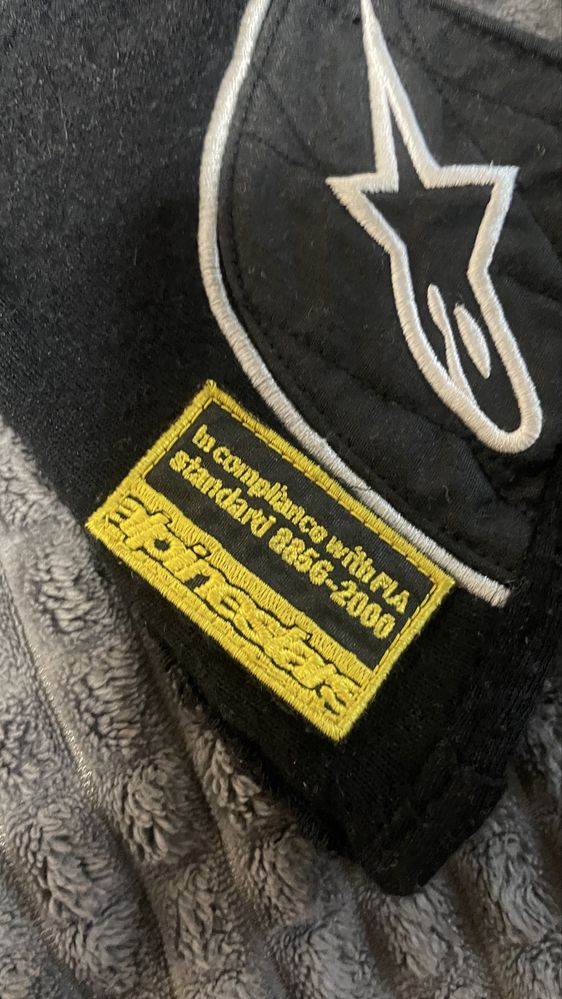 In compliance with FIA
standard 8856-2000
alpinestars